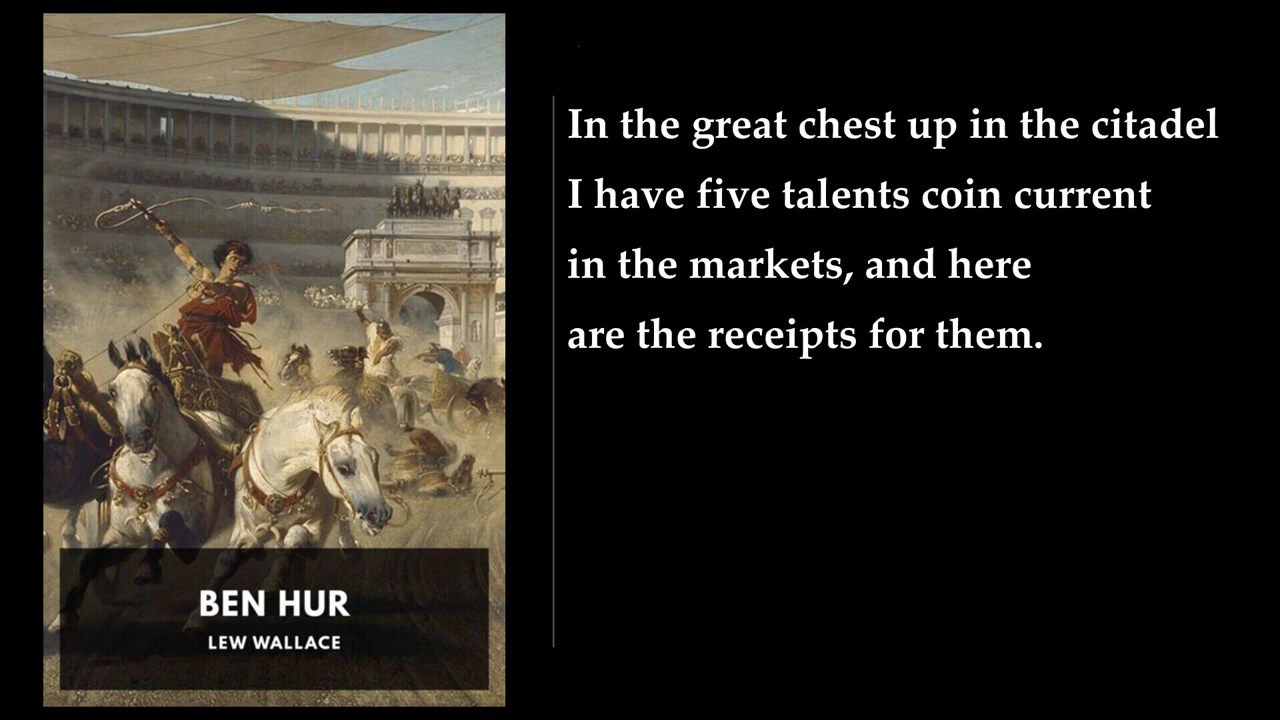 In the great chest up in the citadel
I have five talents coin current
in the markets, and here
are the receipts for them.
BEN HUR
LEW WALLACE